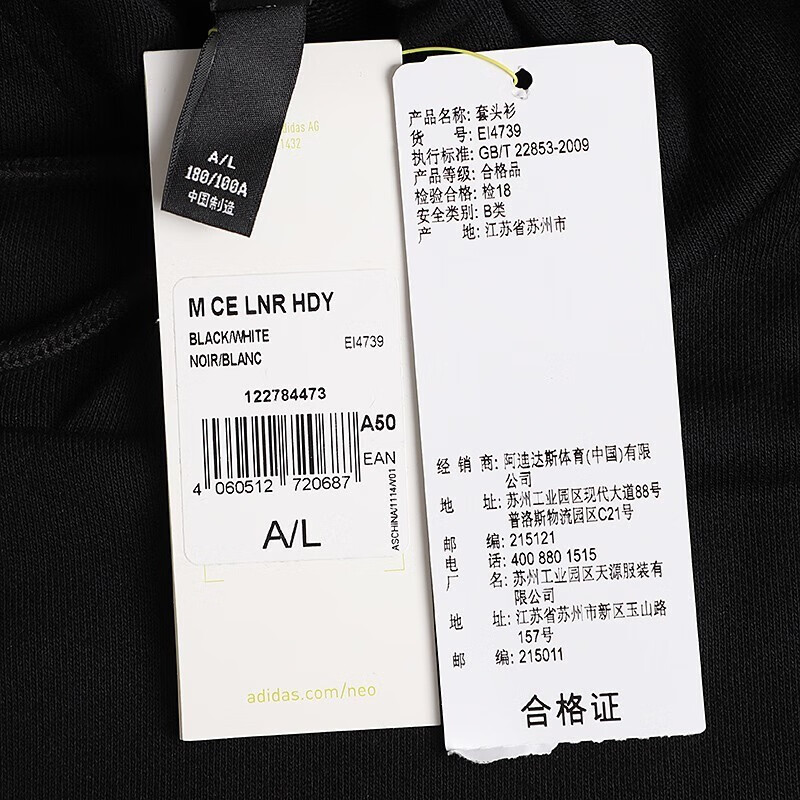 A/L
180/100A
中国制造
didas AG
1432
M CE LNR HDY
BLACK/WHITE
NOIR/BLANC
EI4739
122784473
A50
EAN
4 060512 720687
A/L
ASCHINA/1114/V01
adidas.com/neo
产品名称: 套头衫
货 号: EI4739
执行标准: GB/T 22853-2009
产品等级: 合格品
检验合格: 检18
安全类别: B类
产 地: 江苏省苏州市
经 销 商: 阿迪达斯体育(中国)有限
公司
地 址: 苏州工业园区现代大道88号
普洛斯物流园区C21号
邮 编: 215121
电 话: 400 880 1515
厂 名: 苏州工业园区天源服装有
限公司
地 址: 江苏省苏州市新区玉山路
157号
邮 编: 215011
合格证